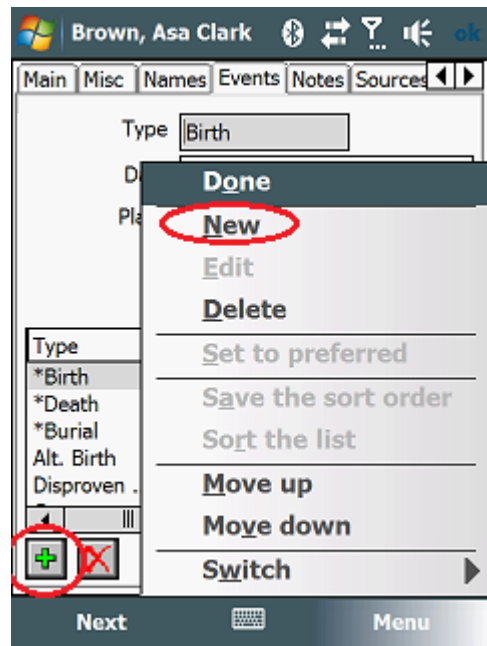 Brown, Asa Clark ok
Main Misc Names Events Notes Sources
Type Birth
Done
New
Edit
Delete
Set to preferred
Save the sort order
Sort the list
Move up
Move down
Switch
Type
*Birth
*Death
*Burial
Alt. Birth
Disproven .
Next Menu